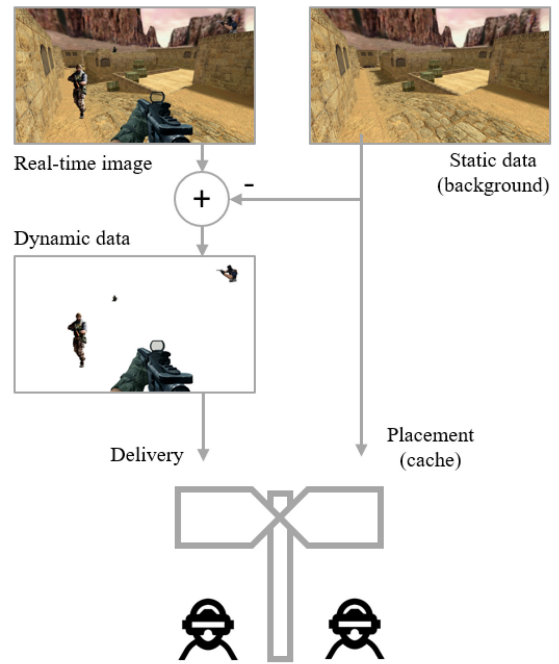 Real-time image
Static data
(background)
+
-
Dynamic data
Delivery
Placement
(cache)